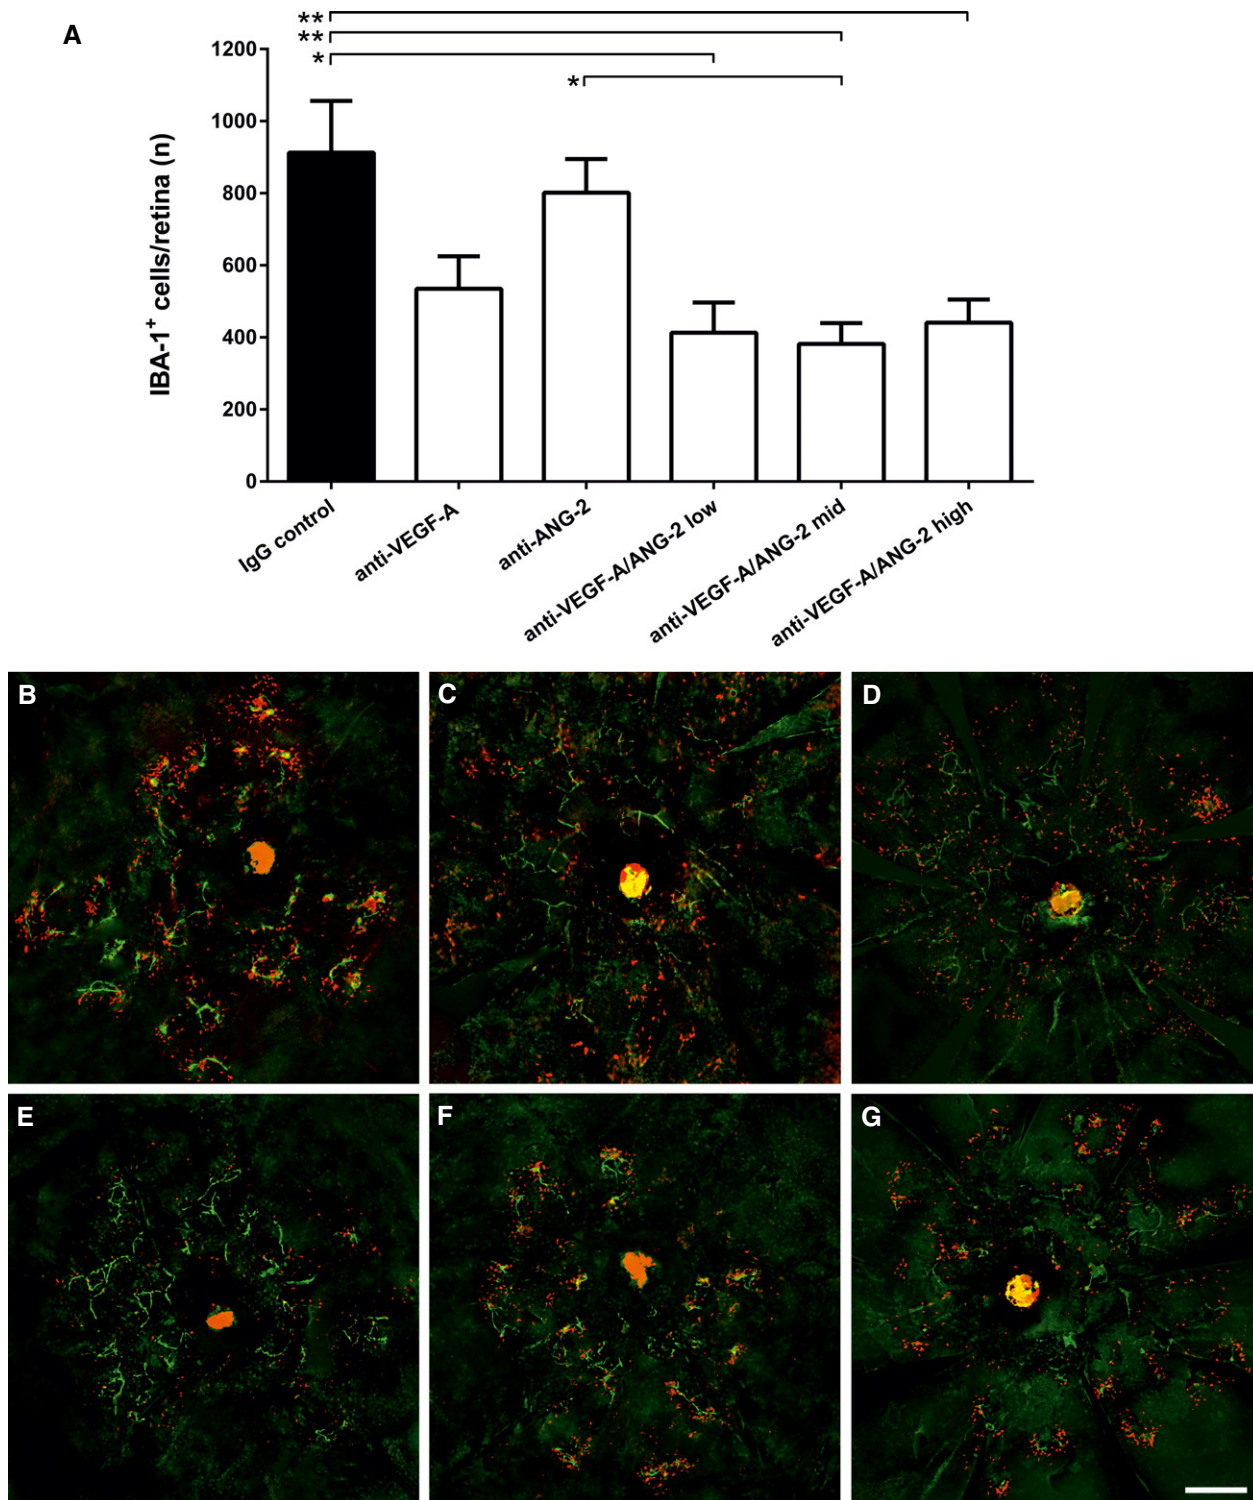 A
**
**
*
*
1200
1000
800
600
400
200
0
IBA-1+ cells/retina (n)
IgG control
anti-VEGF-A
anti-ANG-2
anti-VEGF-A/ANG-2 low
anti-VEGF-A/ANG-2 mid
anti-VEGF-A/ANG-2 high
B
C
D
E
F
G